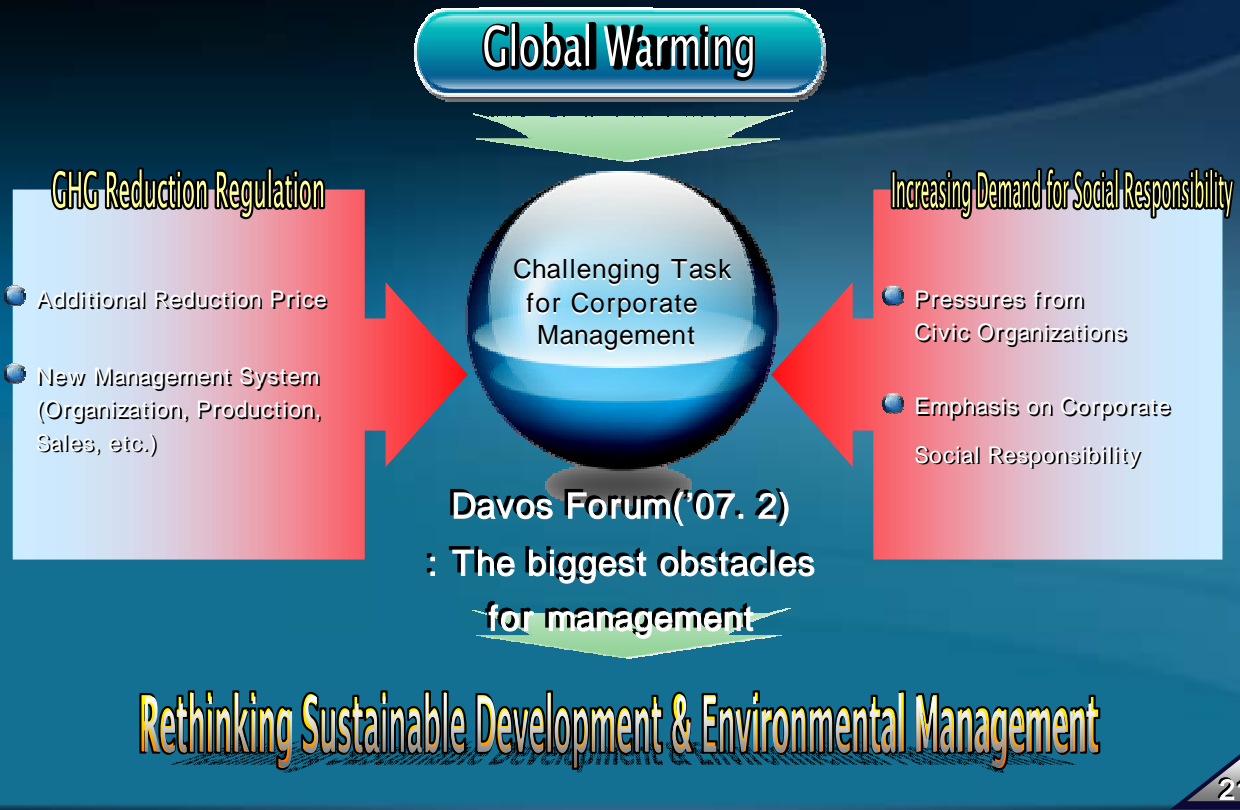 Global Warming
GHG Reduction Regulation
Additional Reduction Price
New Management System
(Organization, Production,
Sales, etc.)
Challenging Task
for Corporate
Management
Increasing Demand for Social Responsibility
Pressures from
Civic Organizations
Emphasis on Corporate
Social Responsibility
Davos Forum('07. 2)
: The biggest obstacles
for management
Rethinking Sustainable Development & Environmental Management